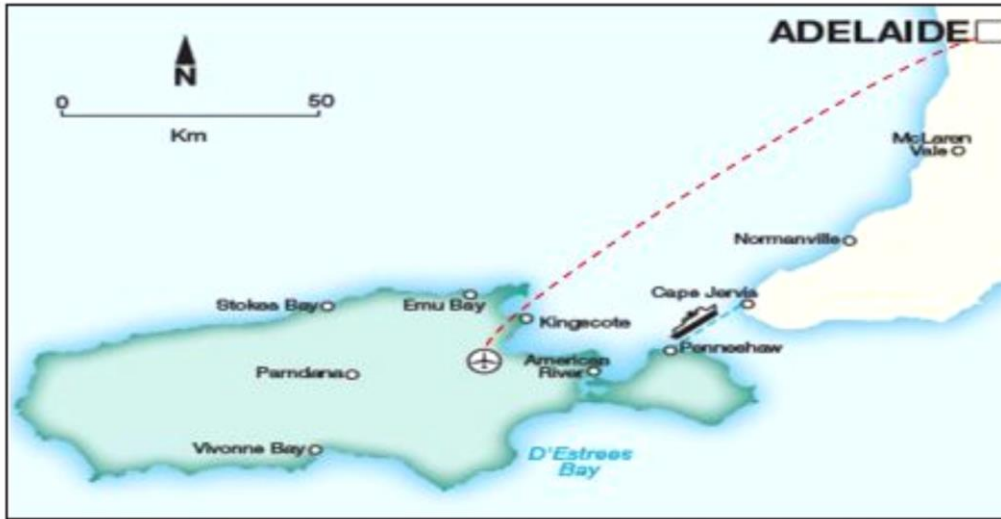 ADELAIDE
N
0 50
Km
McLaren
Vale
Normanville
Cape Jervis
Stokes Bay
Emu Bay
Kingscote
Penneshaw
American
River
Parndana
Vivonne Bay
D'Estrees
Bay